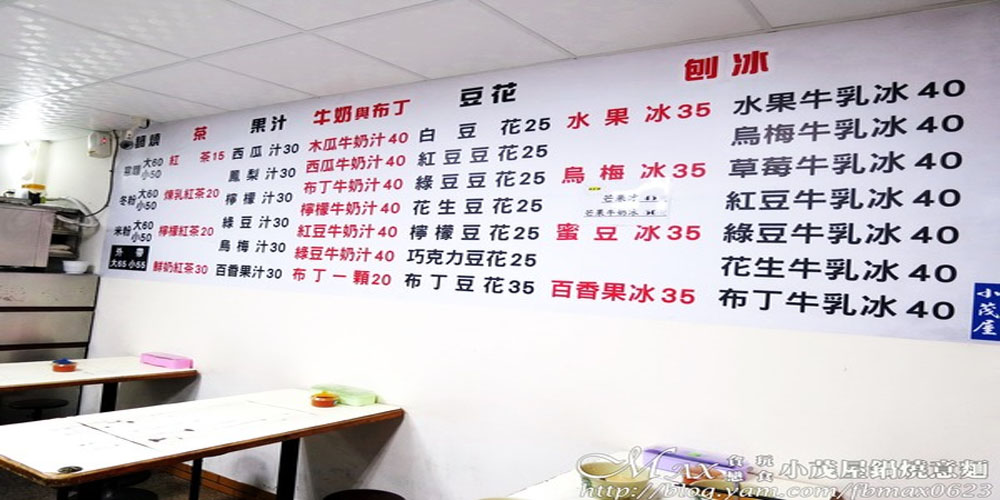 鍋燒
意麵 大60 小50
冬粉 大60 小50
米粉 大60 小50
外帶 大65 小55
茶
紅茶15
煉乳紅茶20
檸檬紅茶20
鮮奶紅茶30
果汁
西瓜汁30
鳳梨汁30
檸檬汁30
綠豆汁30
烏梅汁30
百香果汁30
牛奶與布丁
木瓜牛奶汁40
西瓜牛奶汁40
布丁牛奶汁40
檸檬牛奶汁40
紅豆牛奶汁40
綠豆牛奶汁40
布丁一顆20
豆花
白豆花25
紅豆豆花25
綠豆豆花25
花生豆花25
檸檬豆花25
巧克力豆花25
布丁豆花35
刨冰
水果冰35
烏梅冰35
芒果牛奶冰
蜜豆冰35
百香果冰35
水果牛乳冰40
烏梅牛乳冰40
草莓牛乳冰40
紅豆牛乳冰40
綠豆牛乳冰40
花生牛乳冰40
布丁牛乳冰40
小茂屋
MAX食憩玩食 小茂屋鍋燒意麵
http://blog.yam.com/fbmax0623